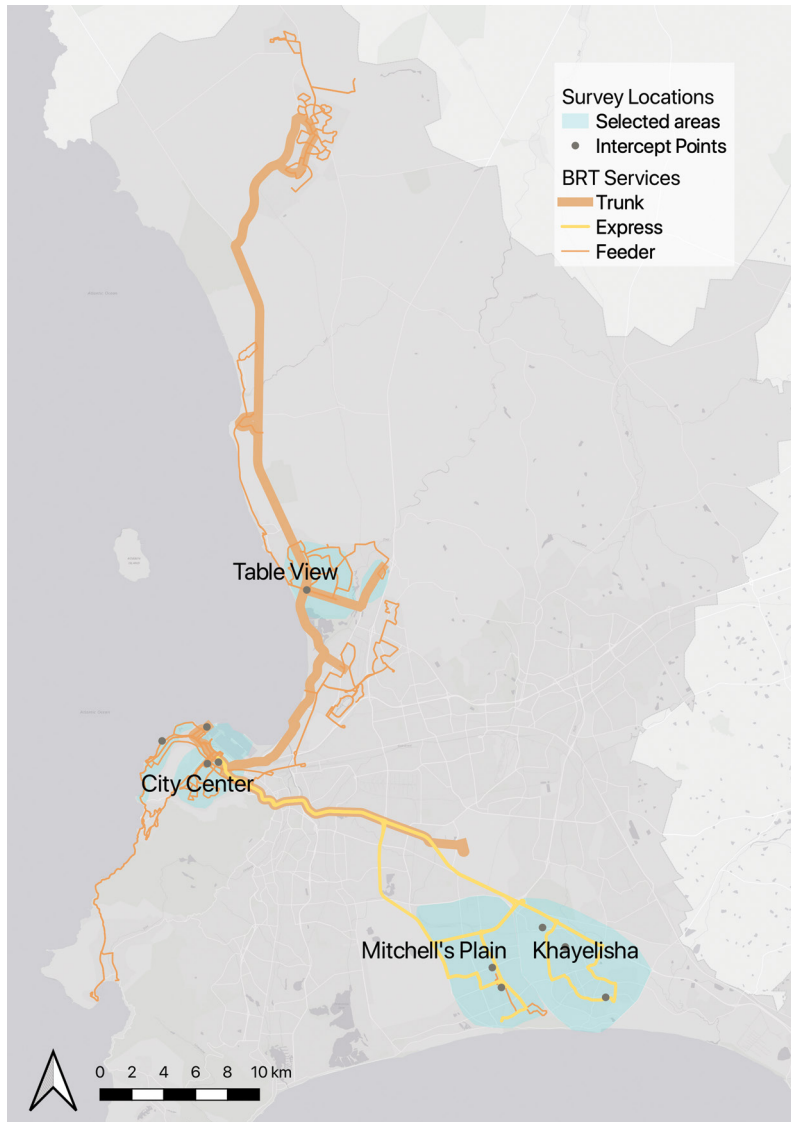 Survey Locations
Selected areas
Intercept Points
BRT Services
Trunk
Express
Feeder
Table View
City Center
Mitchell's Plain
Khayelisha
0 2 4 6 8 10 km